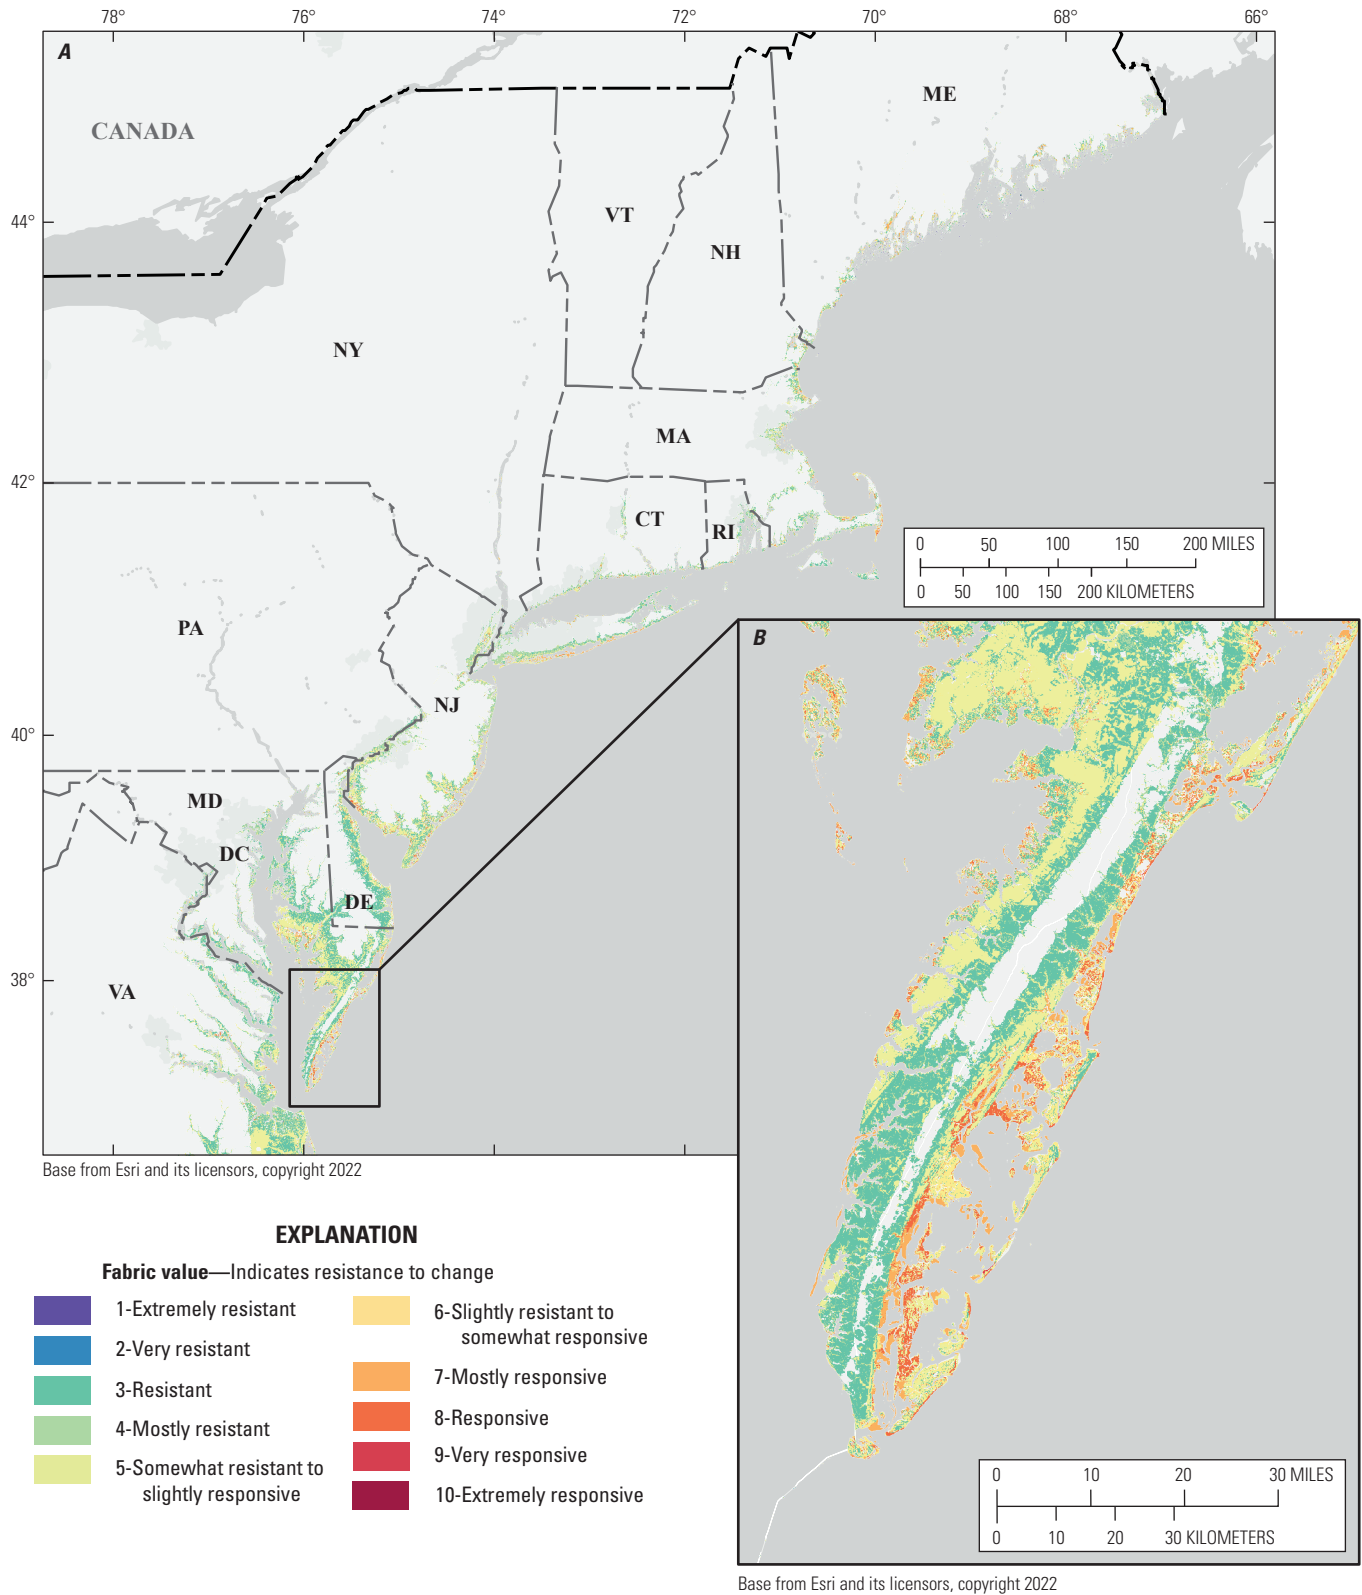 78° 76° 74° 72° 70° 68° 66°
A
ME
CANADA
44°
VT
NH
NY
MA
42°
CT
RI
0 50 100 150 200 MILES
0 50 100 150 200 KILOMETERS
PA
B
NJ
40°
MD
DC
DE
38°
VA
Base from Esri and its licensors, copyright 2022
EXPLANATION
Fabric value—Indicates resistance to change
1-Extremely resistant
2-Very resistant
3-Resistant
4-Mostly resistant
5-Somewhat resistant to
slightly responsive
6-Slightly resistant to
somewhat responsive
7-Mostly responsive
8-Responsive
9-Very responsive
10-Extremely responsive
0 10 20 30 MILES
0 10 20 30 KILOMETERS
Base from Esri and its licensors, copyright 2022